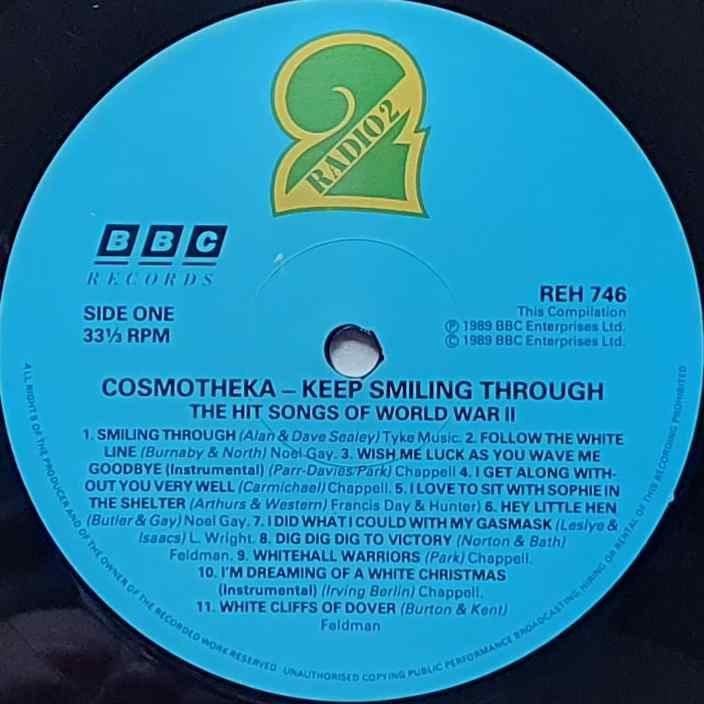 RADIO 2
BBC
RECORDS
SIDE ONE
33⅓ RPM
REH 746
This Compilation
Ⓟ 1989 BBC Enterprises Ltd.
© 1989 BBC Enterprises Ltd.
COSMOTHEKA – KEEP SMILING THROUGH
THE HIT SONGS OF WORLD WAR II
1. SMILING THROUGH (Alan & Dave Sealey) Tyke Music. 2. FOLLOW THE WHITE
LINE (Burnaby & North) Noel Gay. 3. WISH ME LUCK AS YOU WAVE ME
GOODBYE (Instrumental) (Parr-Davies/Park) Chappell 4. I GET ALONG WITH-
OUT YOU VERY WELL (Carmichael) Chappell. 5. I LOVE TO SIT WITH SOPHIE IN
THE SHELTER (Arthurs & Western) Francis Day & Hunter) 6. HEY LITTLE HEN
(Butler & Gay) Noel Gay. 7. I DID WHAT I COULD WITH MY GASMASK (Leslye &
Isaacs) L. Wright. 8. DIG DIG DIG TO VICTORY (Norton & Bath)
Feldman. 9. WHITEHALL WARRIORS (Park) Chappell.
10. I'M DREAMING OF A WHITE CHRISTMAS
(Instrumental) (Irving Berlin) Chappell.
11. WHITE CLIFFS OF DOVER (Burton & Kent)
Feldman
ALL RIGHTS OF THE PRODUCER AND OF THE OWNER OF THE RECORDED WORK RESERVED · UNAUTHORISED COPYING PUBLIC PERFORMANCE BROADCASTING, HIRING OR RENTAL OF THIS RECORDING PROHIBITED